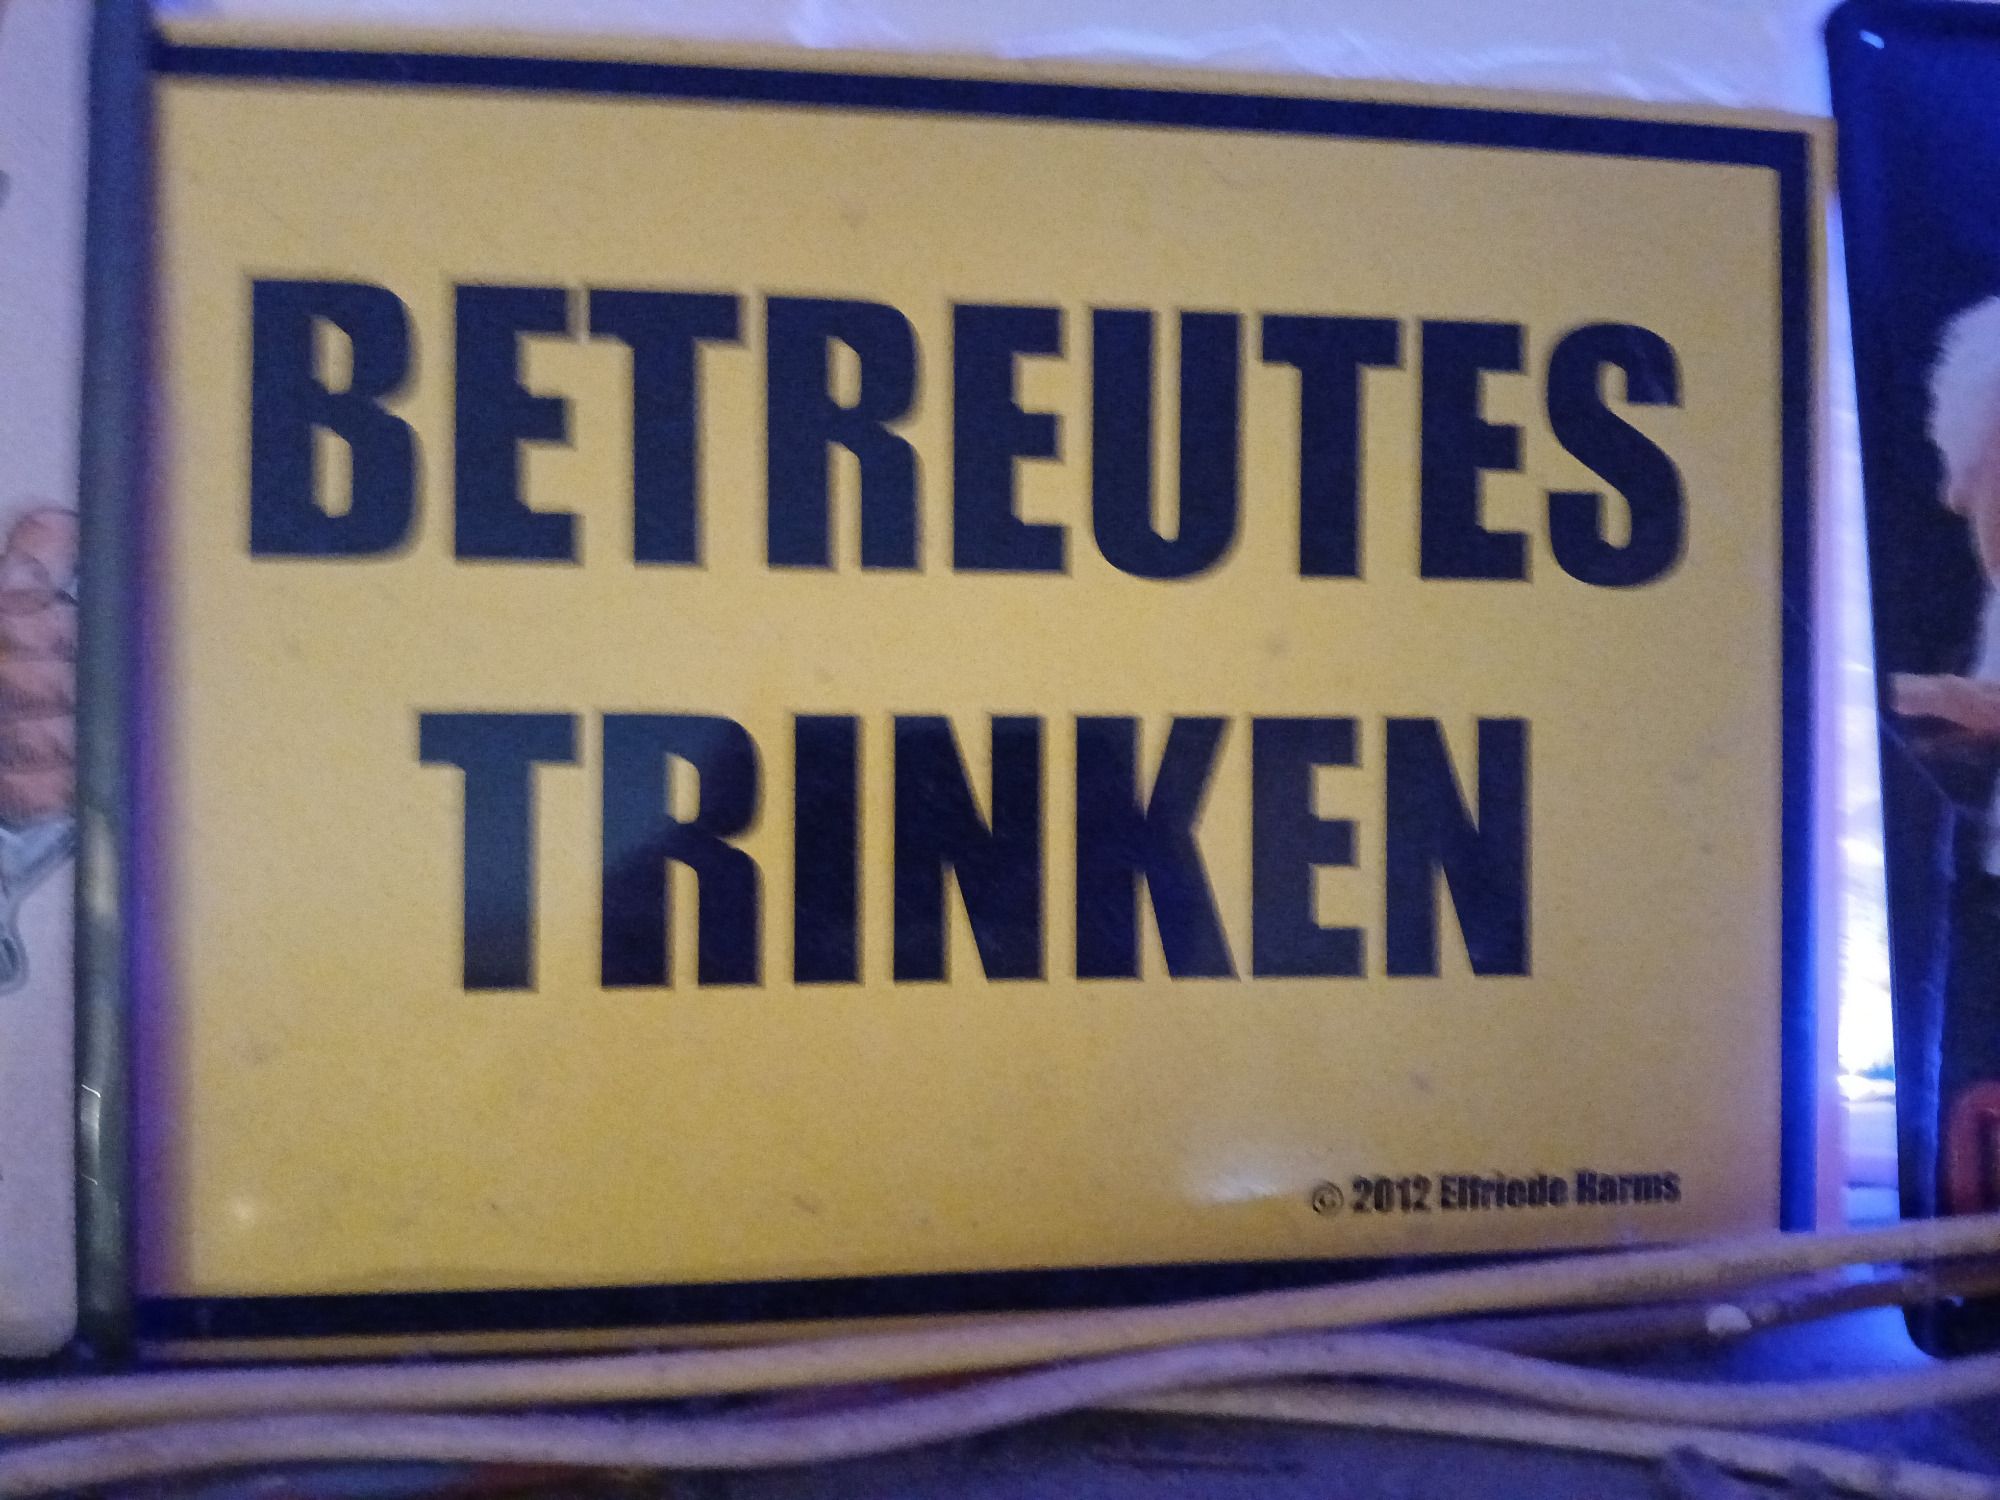 BETREUTES
TRINKEN
© 2012 Elfriede Harms